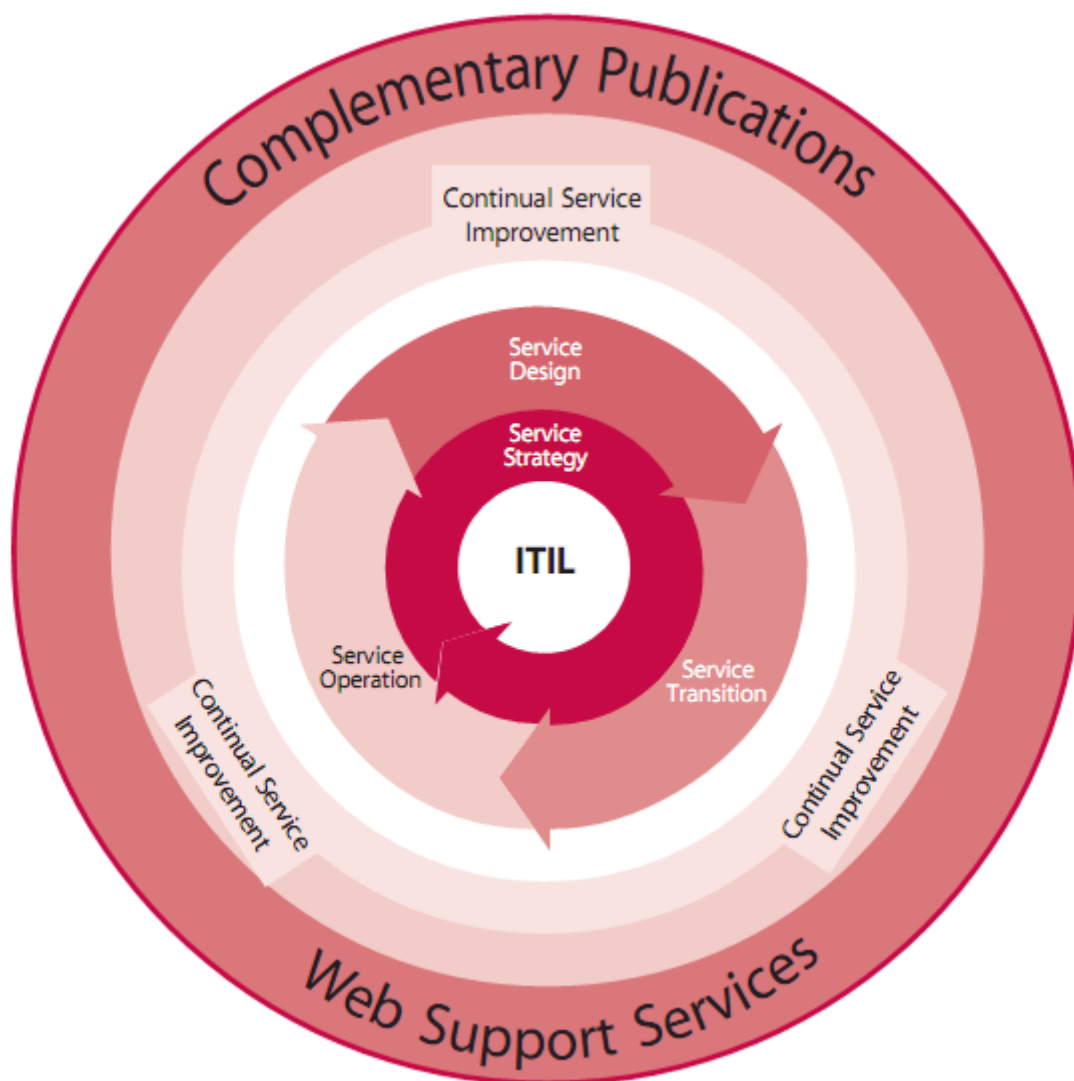 Complementary Publications
Continual Service
Improvement
Service
Design
Service
Strategy
ITIL
Service
Operation
Service
Transition
Continual Service
Improvement
Continual Service
Improvement
Web Support Services